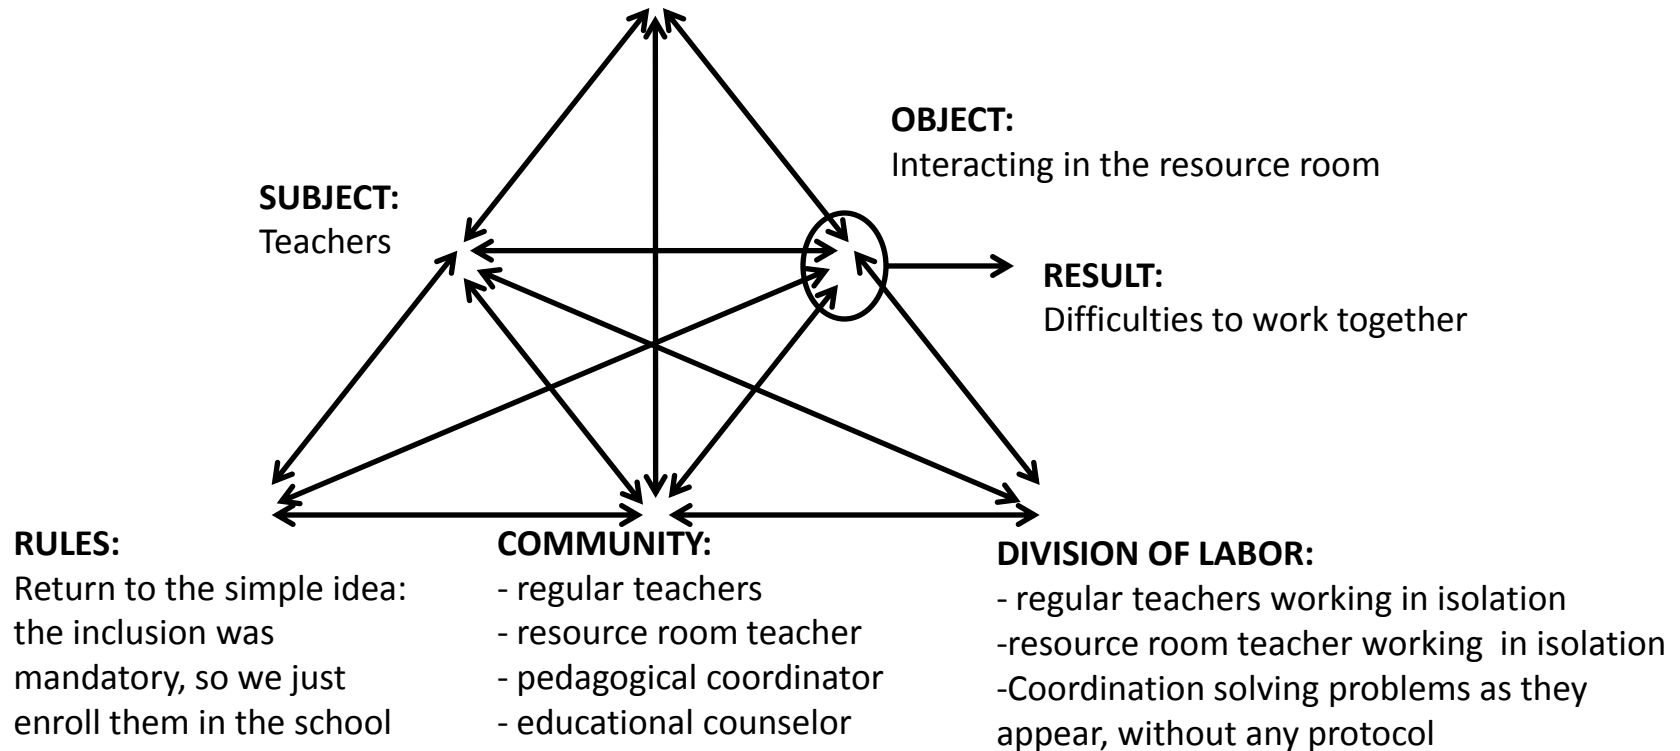 OBJECT:
Interacting in the resource room
SUBJECT:
Teachers
RESULT:
Difficulties to work together
RULES:
Return to the simple idea:
the inclusion was
mandatory, so we just
enroll them in the school
COMMUNITY:
- regular teachers
- resource room teacher
- pedagogical coordinator
- educational counselor
DIVISION OF LABOR:
- regular teachers working in isolation
-resource room teacher working  in isolation
-Coordination solving problems as they
appear, without any protocol